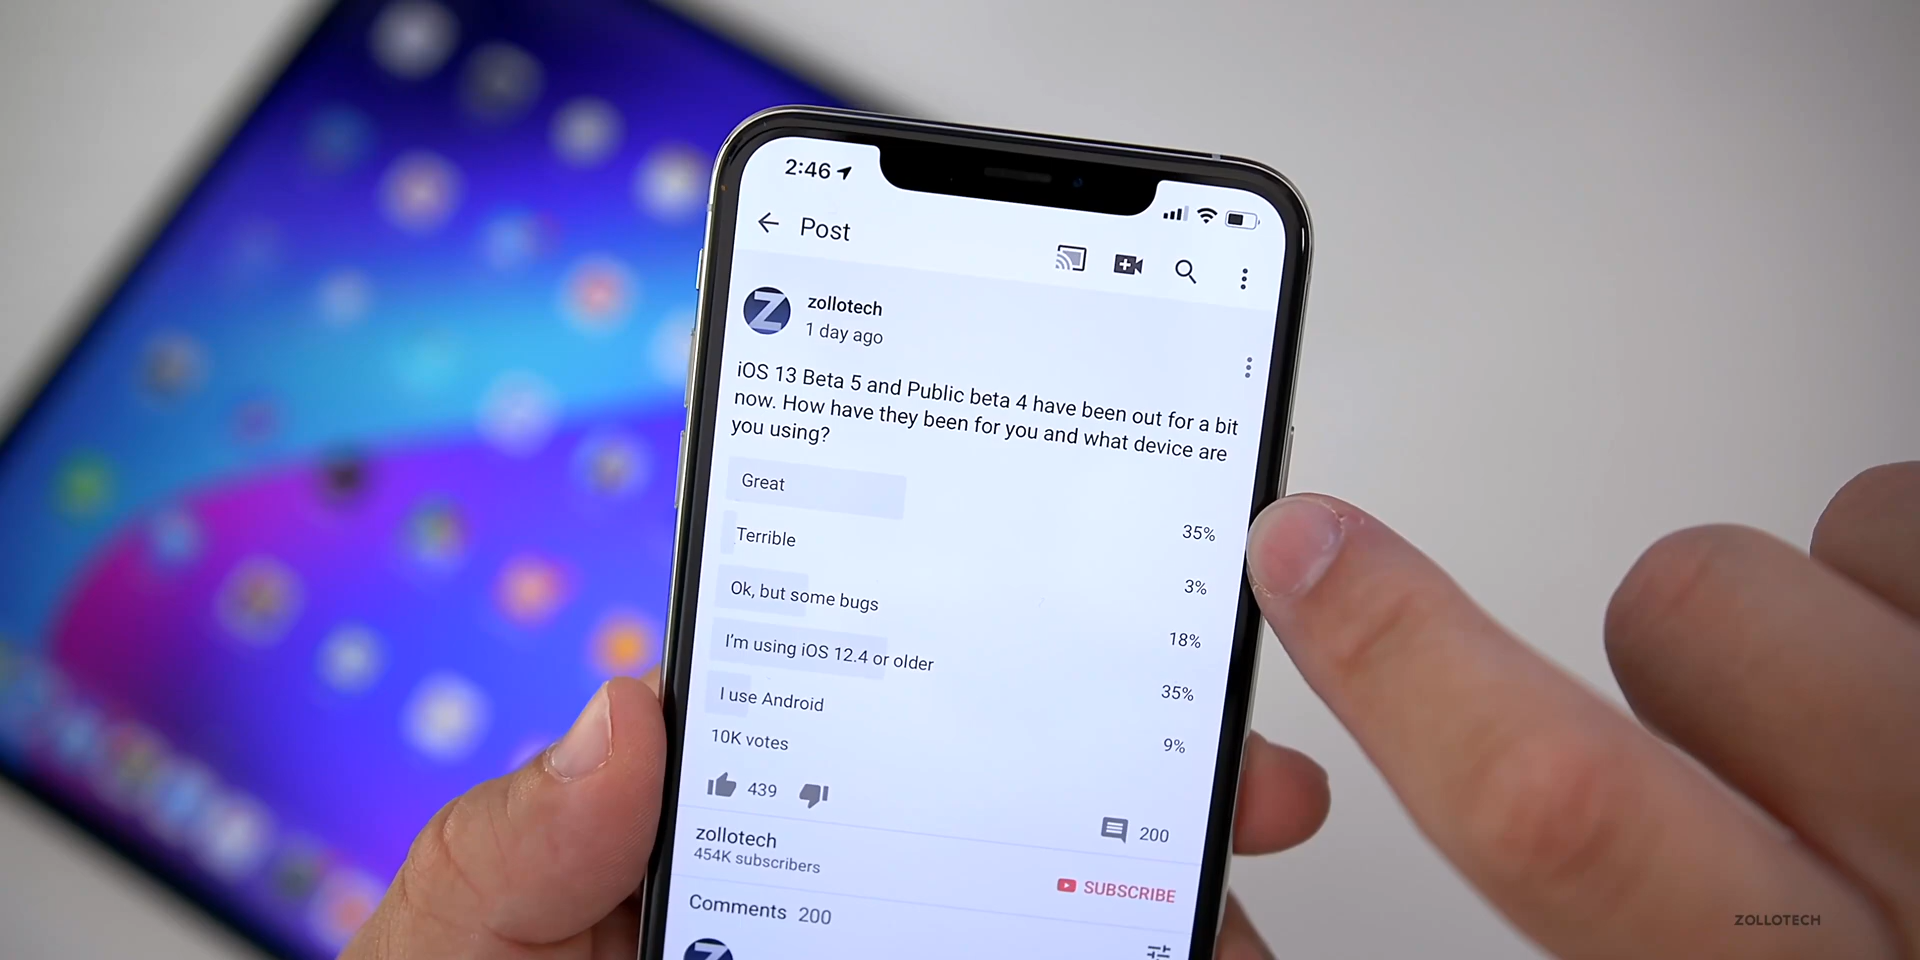 2:46
Post
Z
zollotech
1 day ago
iOS 13 Beta 5 and Public beta 4 have been out for a bit
now. How have they been for you and what device are
you using?
Great 35%
Terrible 3%
Ok, but some bugs 18%
I'm using iOS 12.4 or older 35%
I use Android 9%
10K votes
439
200
zollotech
454K subscribers
SUBSCRIBE
Comments 200
Z
ZOLLOTECH